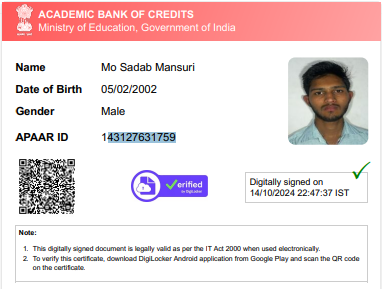 ACADEMIC BANK OF CREDITS
Ministry of Education, Government of India
Name Mo Sadab Mansuri
Date of Birth 05/02/2002
Gender Male
APAAR ID 143127631759
Verified
by DigiLocker
Digitally signed on
14/10/2024 22:47:37 IST
Note:
1. This digitally signed document is legally valid as per the IT Act 2000 when used electronically.
2. To verify this certificate, download DigiLocker Android application from Google Play and scan the QR code
on the certificate.